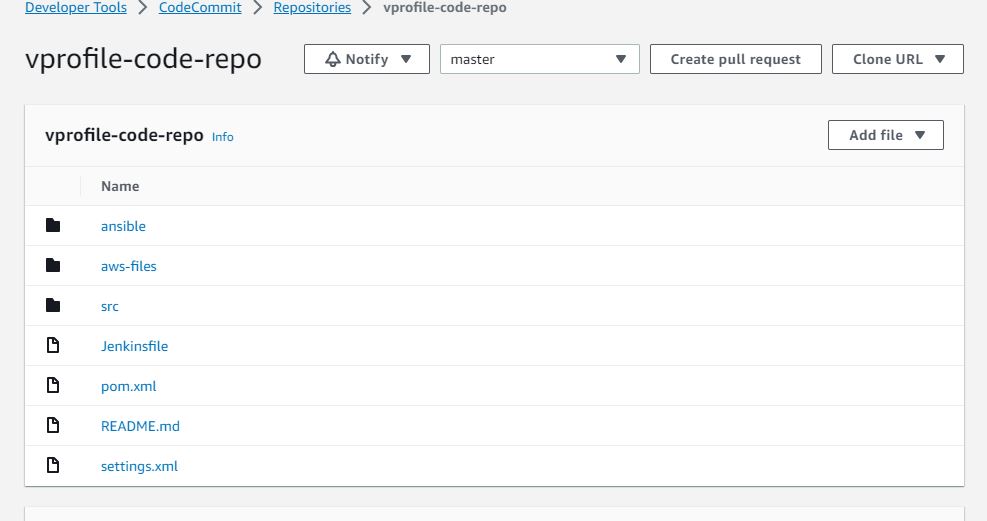 Developer Tools > CodeCommit > Repositories > vprofile-code-repo
vprofile-code-repo Notify master Create pull request Clone URL
vprofile-code-repo Info Add file
Name
ansible
aws-files
src
Jenkinsfile
pom.xml
README.md
settings.xml